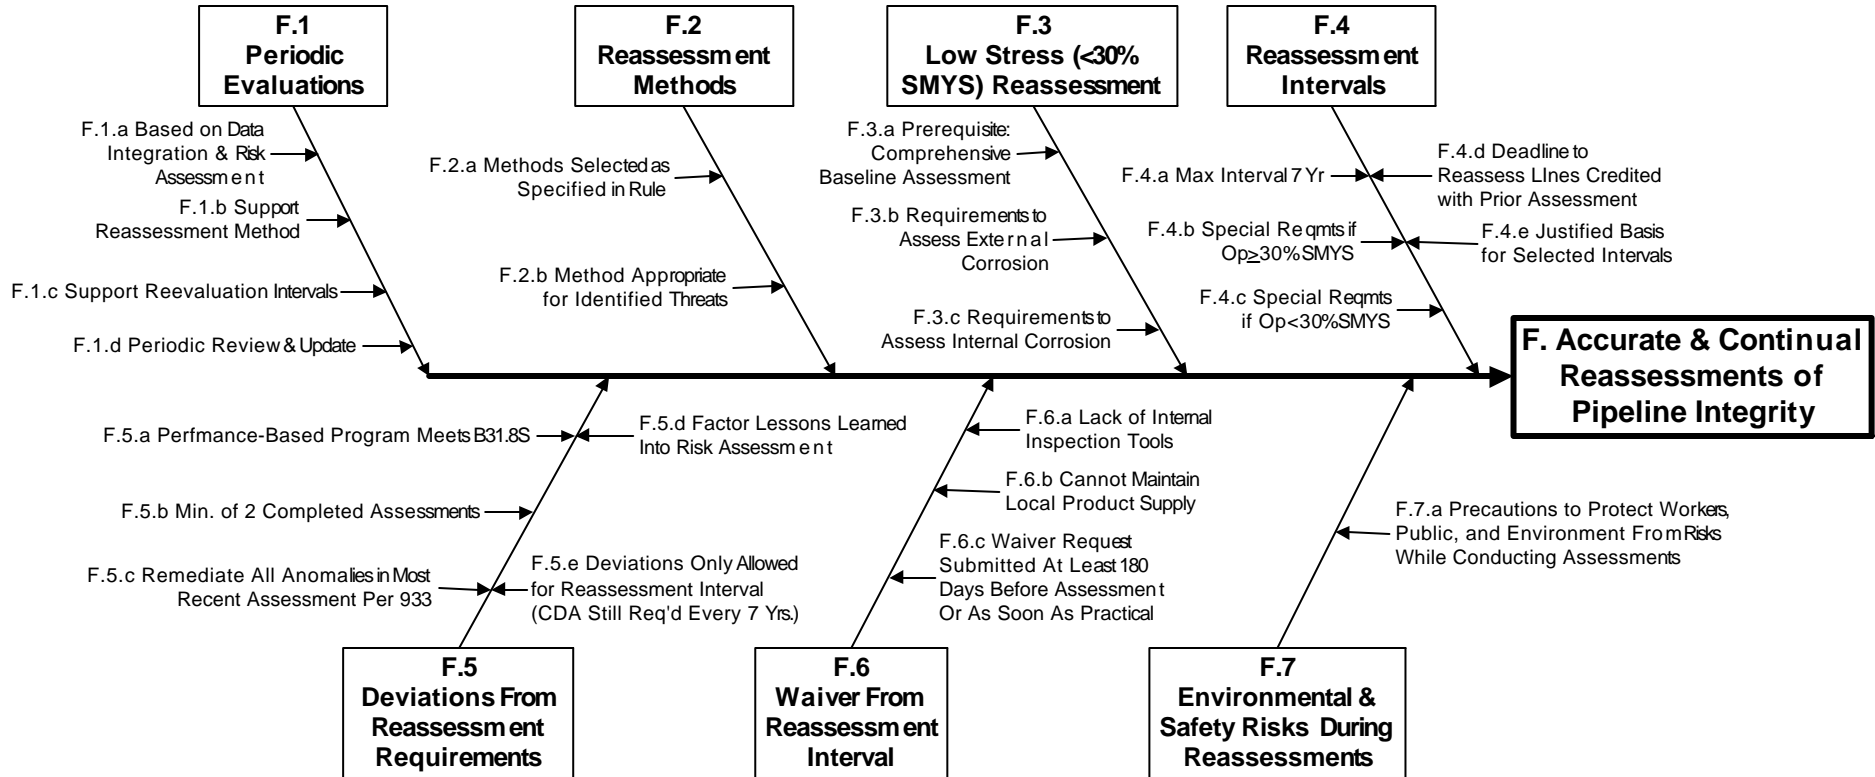 F.1
Periodic
Evaluations
F.1.a Based on Data
Integration & Risk
Assessment
F.1.b Support
Reassessment Method
F.1.c Support Reevaluation Intervals
F.1.d Periodic Review & Update
F.2
Reassessment
Methods
F.2.a Methods Selected as
Specified in Rule
F.2.b Method Appropriate
for Identified Threats
F.3
Low Stress (<30%
SMYS) Reassessment
F.3.a Prerequisite:
Comprehensive
Baseline Assessment
F.3.b Requirements to
Assess External
Corrosion
F.3.c Requirements to
Assess Internal Corrosion
F.4
Reassessment
Intervals
F.4.a Max Interval 7 Yr
F.4.b Special Reqmts if
Op≥30%SMYS
F.4.c Special Reqmts
if Op<30%SMYS
F.4.d Deadline to
Reassess LInes Credited
with Prior Assessment
F.4.e Justified Basis
for Selected Intervals
F. Accurate & Continual
Reassessments of
Pipeline Integrity
F.5.a Perfmance-Based Program Meets B31.8S
F.5.b Min. of 2 Completed Assessments
F.5.c Remediate All Anomalies in Most
Recent Assessment Per 933
F.5.d Factor Lessons Learned
Into Risk Assessment
F.5.e Deviations Only Allowed
for Reassessment Interval
(CDA Still Req'd Every 7 Yrs.)
F.5
Deviations From
Reassessment
Requirements
F.6.a Lack of Internal
Inspection Tools
F.6.b Cannot Maintain
Local Product Supply
F.6.c Waiver Request
Submitted At Least 180
Days Before Assessment
Or As Soon As Practical
F.6
Waiver From
Reassessment
Interval
F.7.a Precautions to Protect Workers,
Public, and Environment From Risks
While Conducting Assessments
F.7
Environmental &
Safety Risks During
Reassessments